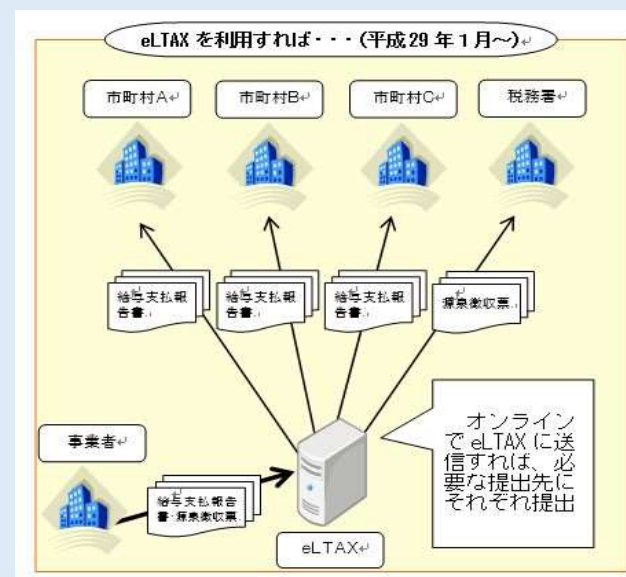 eLTAX を利用すれば・・・(平成29年1月～)↵
市町村A↵
市町村B↵
市町村C↵
税務署↵
給与支払報
告書↓
給与支払報
告書↓
給与支払報
告書↓
源泉徴収票↓
オンライン
で eLTAX に送
信すれば、必
要な提出先に
それぞれ提出
事業者↵
給与支払報告
書・源泉徴収票
eLTAX↵